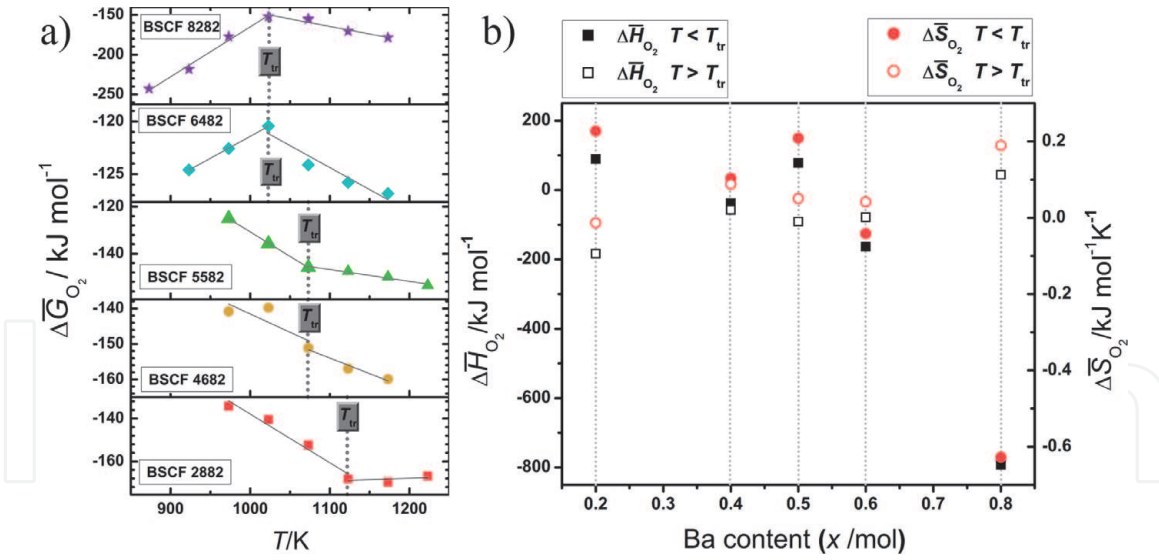 a)
BSCF 8282
-150
-200
-250
T_tr
BSCF 6482
-120
-125
T_tr
BSCF 5582
-120
-140
T_tr
BSCF 4682
-140
-150
-160
T_tr
BSCF 2882
-140
-160
T_tr
900 1000 1100 1200
T/K
ΔG̅_O₂ / kJ mol⁻¹
b)
ΔH̅_O₂ T < T_tr
ΔH̅_O₂ T > T_tr
ΔS̅_O₂ T < T_tr
ΔS̅_O₂ T > T_tr
200
0
-200
-400
-600
-800
ΔH̅_O₂ /kJ mol⁻¹
0.2
0.0
-0.2
-0.4
-0.6
ΔS̅_O₂ /kJ mol⁻¹K⁻¹
0.2 0.3 0.4 0.5 0.6 0.7 0.8
Ba content (x /mol)